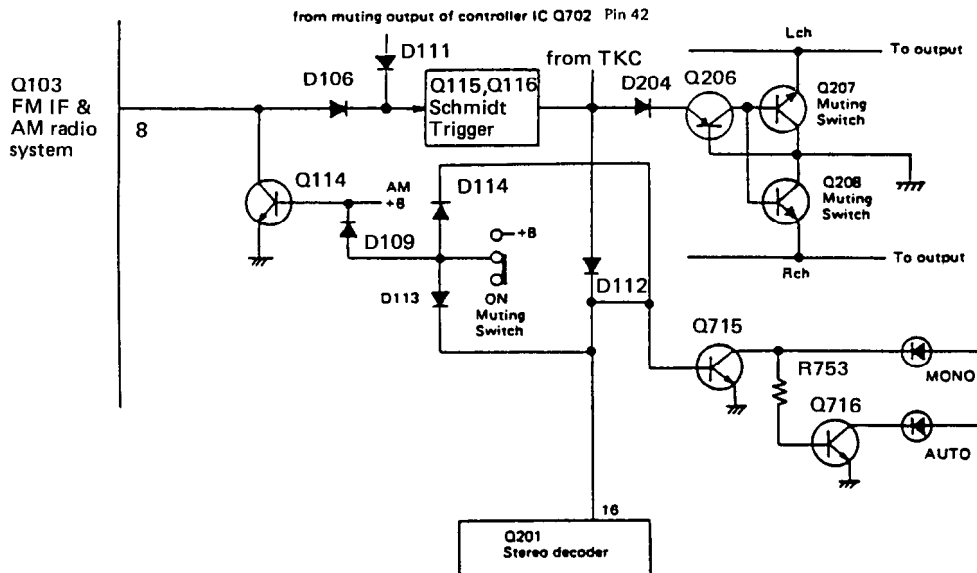 from muting output of controller IC Q702 Pin 42
Lch
To output
D111
from TKC
Q103
FM IF &
AM radio
system
D106
8
Q115,Q116
Schmidt
Trigger
D204
Q206
Q207
Muting
Switch
Q114
AM
+B
D109
D114
+B
D113
ON
Muting
Switch
D112
Q208
Muting
Switch
To output
Rch
Q715
R753
MONO
Q716
AUTO
16
Q201
Stereo decoder